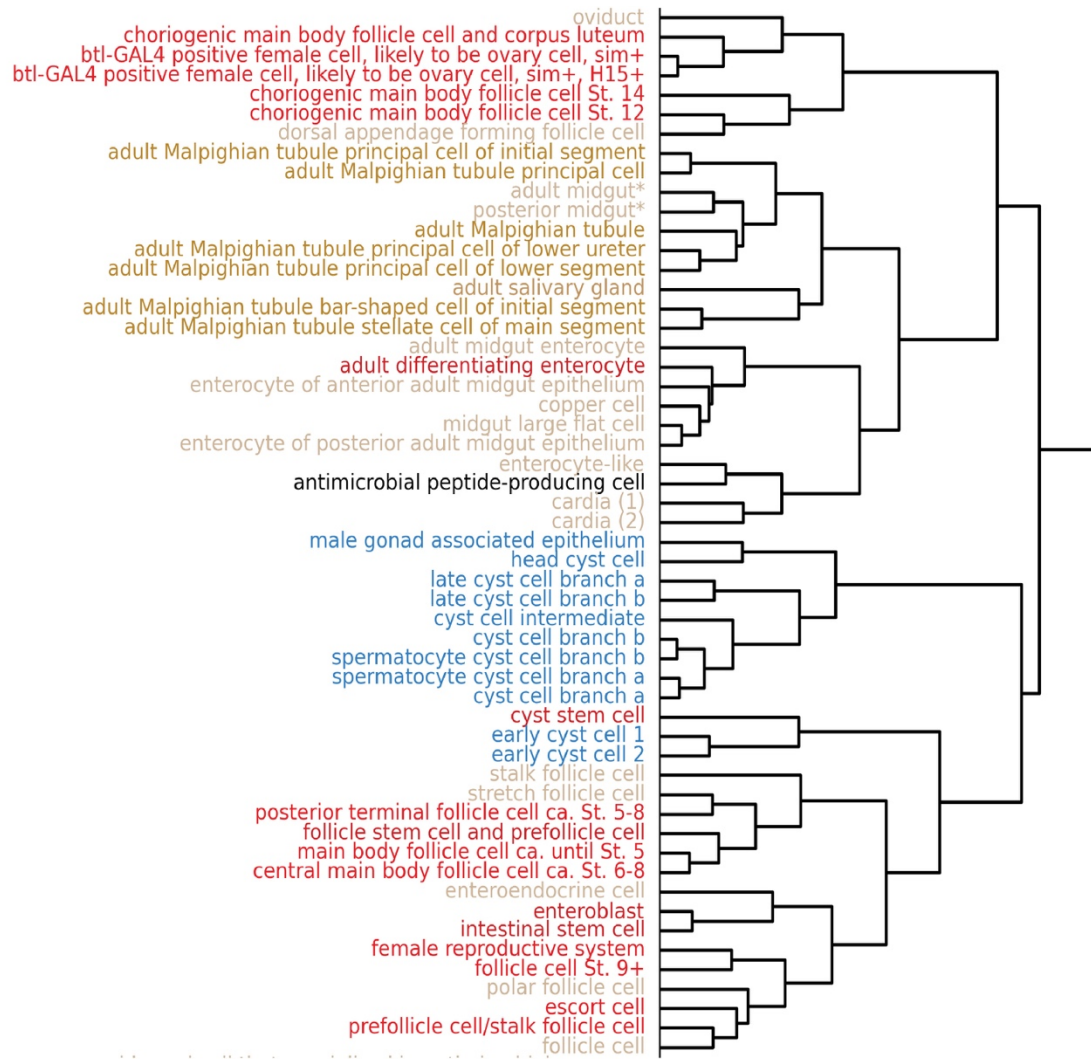 oviduct
choriogenic main body follicle cell and corpus luteum
btl-GAL4 positive female cell, likely to be ovary cell, sim+
btl-GAL4 positive female cell, likely to be ovary cell, sim+, H15+
choriogenic main body follicle cell St. 14
choriogenic main body follicle cell St. 12
dorsal appendage forming follicle cell
adult Malpighian tubule principal cell of initial segment
adult Malpighian tubule principal cell
adult midgut*
posterior midgut*
adult Malpighian tubule
adult Malpighian tubule principal cell of lower ureter
adult Malpighian tubule principal cell of lower segment
adult salivary gland
adult Malpighian tubule bar-shaped cell of initial segment
adult Malpighian tubule stellate cell of main segment
adult midgut enterocyte
adult differentiating enterocyte
enterocyte of anterior adult midgut epithelium
copper cell
midgut large flat cell
enterocyte of posterior adult midgut epithelium
enterocyte-like
antimicrobial peptide-producing cell
cardia (1)
cardia (2)
male gonad associated epithelium
head cyst cell
late cyst cell branch a
late cyst cell branch b
cyst cell intermediate
cyst cell branch b
spermatocyte cyst cell branch b
spermatocyte cyst cell branch a
cyst cell branch a
cyst stem cell
early cyst cell 1
early cyst cell 2
stalk follicle cell
stretch follicle cell
posterior terminal follicle cell ca. St. 5-8
follicle stem cell and prefollicle cell
main body follicle cell ca. until St. 5
central main body follicle cell ca. St. 6-8
enteroendocrine cell
enteroblast
intestinal stem cell
female reproductive system
follicle cell St. 9+
polar follicle cell
escort cell
prefollicle cell/stalk follicle cell
follicle cell